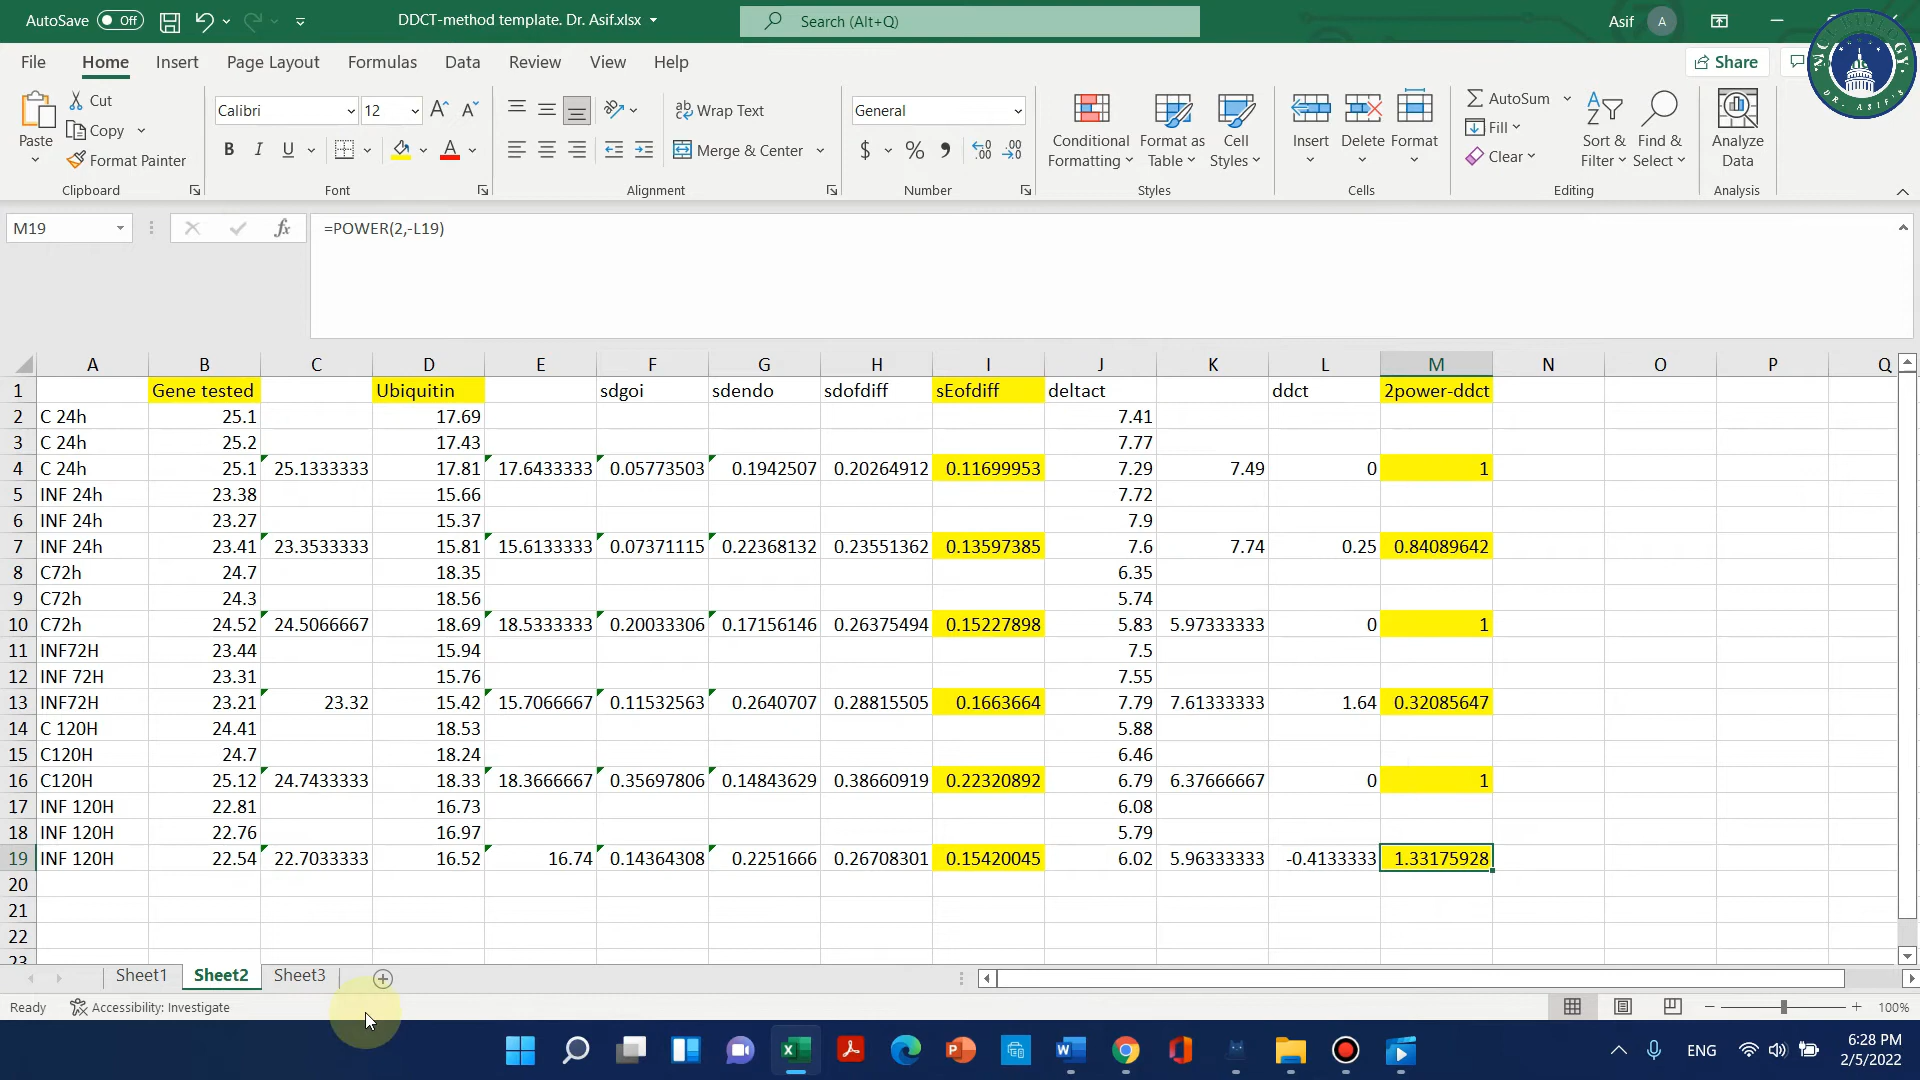 AutoSave Off DDCT-method template. Dr. Asif.xlsx Search (Alt+Q) Asif A
File Home Insert Page Layout Formulas Data Review View Help Share
Cut Calibri 12 Wrap Text General AutoSum
Copy Fill
Paste Format Painter B I U Merge & Center $ % Conditional Formatting Format as Table Cell Styles Insert Delete Format Clear Sort & Filter Find & Select Analyze Data
Clipboard Font Alignment Number Styles Cells Editing Analysis
DR. ASIF'S
M19 fx =POWER(2,-L19)
A B C D E F G H I J K L M N O P Q
1 Gene tested Ubiquitin sdgoi sdendo sdofdiff sEofdiff deltact ddct 2power-ddct
2 C 24h 25.1 17.69 7.41
3 C 24h 25.2 17.43 7.77
4 C 24h 25.1 25.1333333 17.81 17.6433333 0.05773503 0.1942507 0.20264912 0.11699953 7.29 7.49 0 1
5 INF 24h 23.38 15.66 7.72
6 INF 24h 23.27 15.37 7.9
7 INF 24h 23.41 23.3533333 15.81 15.6133333 0.07371115 0.22368132 0.23551362 0.13597385 7.6 7.74 0.25 0.84089642
8 C72h 24.7 18.35 6.35
9 C72h 24.3 18.56 5.74
10 C72h 24.52 24.5066667 18.69 18.5333333 0.20033306 0.17156146 0.26375494 0.15227898 5.83 5.97333333 0 1
11 INF72H 23.44 15.94 7.5
12 INF 72H 23.31 15.76 7.55
13 INF72H 23.21 23.32 15.42 15.7066667 0.11532563 0.2640707 0.28815505 0.1663664 7.79 7.61333333 1.64 0.32085647
14 C 120H 24.41 18.53 5.88
15 C120H 24.7 18.24 6.46
16 C120H 25.12 24.7433333 18.33 18.3666667 0.35697806 0.14843629 0.38660919 0.22320892 6.79 6.37666667 0 1
17 INF 120H 22.81 16.73 6.08
18 INF 120H 22.76 16.97 5.79
19 INF 120H 22.54 22.7033333 16.52 16.74 0.14364308 0.2251666 0.26708301 0.15420045 6.02 5.96333333 -0.4133333 1.33175928
20
21
22
23
Sheet1 Sheet2 Sheet3
Ready Accessibility: Investigate 100%
ENG 6:28 PM
2/5/2022